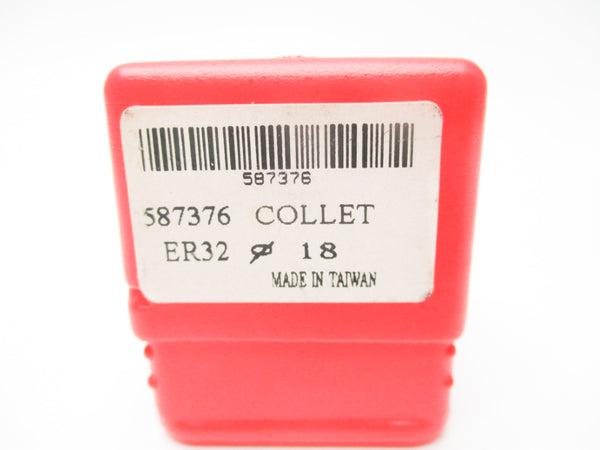 587376
587376 COLLET
ER32 ⌀ 18
MADE IN TAIWAN